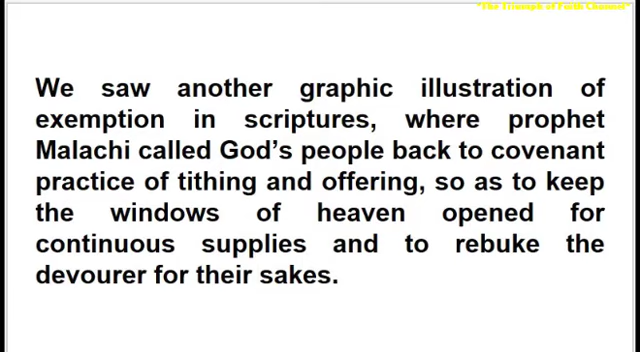 "The Triumph of Faith Channel"
We saw another graphic illustration of
exemption in scriptures, where prophet
Malachi called God's people back to covenant
practice of tithing and offering, so as to keep
the windows of heaven opened for
continuous supplies and to rebuke the
devourer for their sakes.